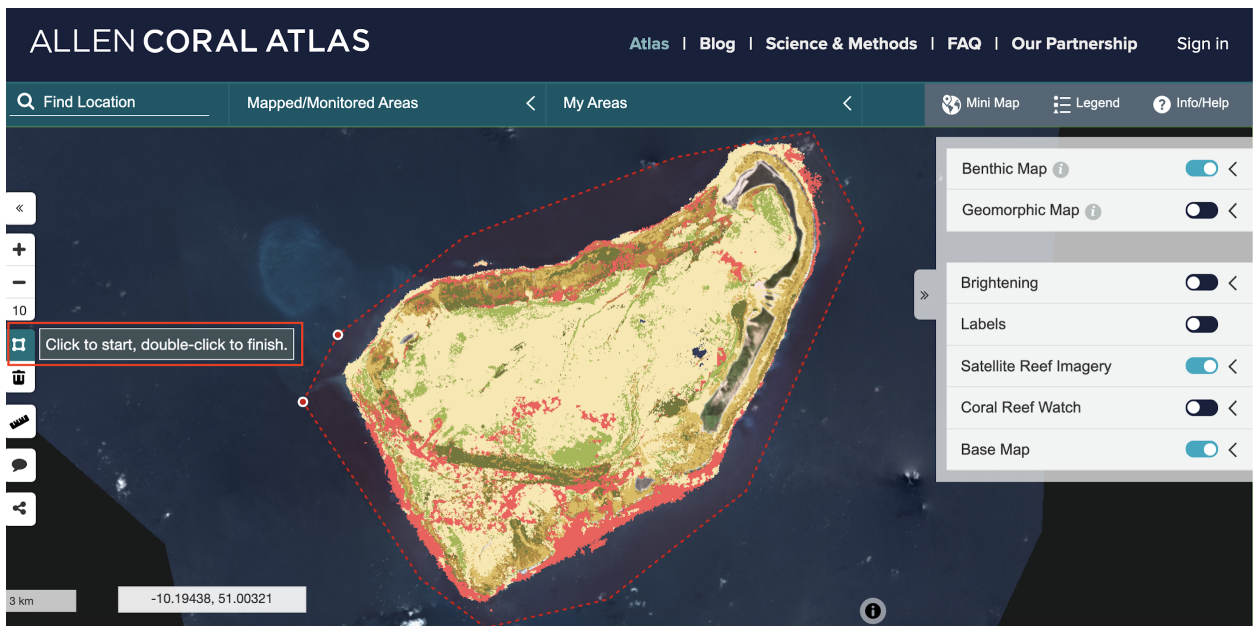 ALLEN CORAL ATLAS
Atlas | Blog | Science & Methods | FAQ | Our Partnership Sign in
Find Location Mapped/Monitored Areas My Areas Mini Map Legend Info/Help
Benthic Map
Geomorphic Map
Brightening
Labels
Satellite Reef Imagery
Coral Reef Watch
Base Map
«
+
−
10
Click to start, double-click to finish.
»
3 km
-10.19438, 51.00321